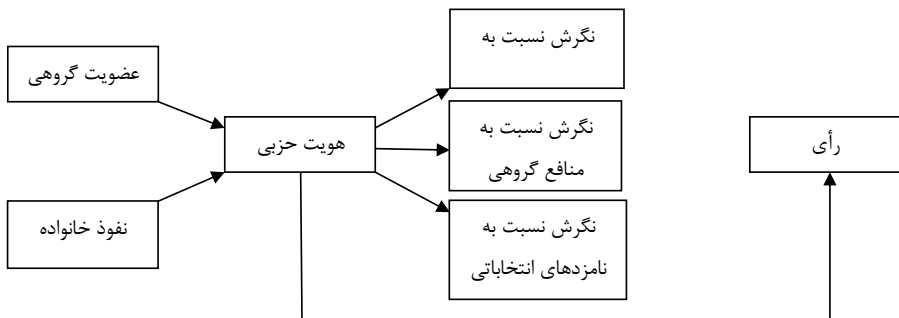 نگرش نسبت به
عضویت گروهی
نگرش نسبت به
منافع گروهی
هویت حزبی
رأی
نفوذ خانواده
نگرش نسبت به
نامزدهای انتخاباتی